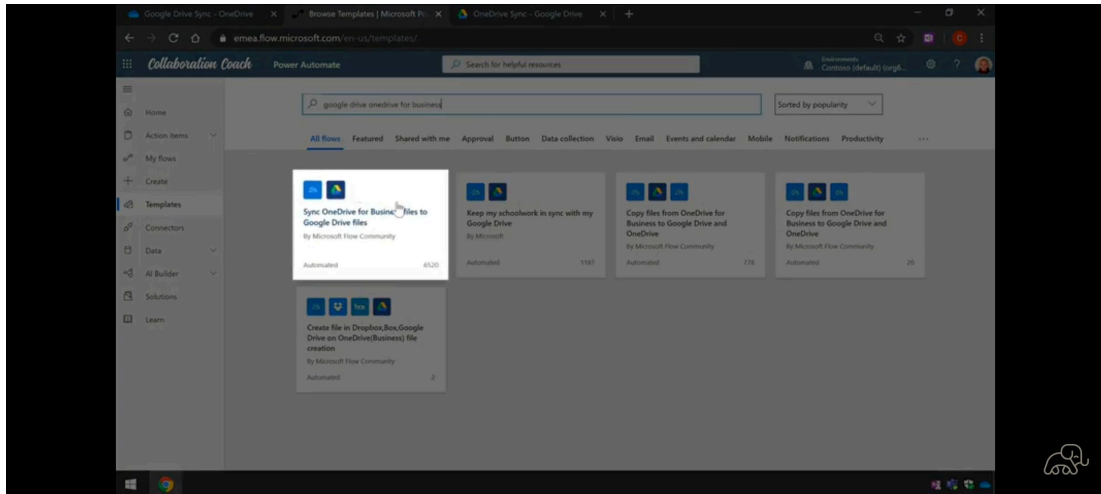 Google Drive Sync - OneDrive
Browse Templates | Microsoft Po
OneDrive Sync - Google Drive
emea.flow.microsoft.com/en-us/templates/
Collaboration Coach
Power Automate
Search for helpful resources
Environments
Contoso (default) (org6...
google drive onedrive for business
Sorted by popularity
Home
Action items
My flows
Create
Templates
Connectors
Data
AI Builder
Solutions
Learn
All flows Featured Shared with me Approval Button Data collection Visio Email Events and calendar Mobile Notifications Productivity
Sync OneDrive for Business files to
Google Drive files
By Microsoft Flow Community
Automated 4520
Keep my schoolwork in sync with my
Google Drive
By Microsoft
Automated 1187
Copy files from OneDrive for
Business to Google Drive and
OneDrive
By Microsoft Flow Community
Automated 776
Copy files from OneDrive for
Business to Google Drive and
OneDrive
By Microsoft Flow Community
Automated
Create file in Dropbox,Box,Google
Drive on OneDrive(Business) file
creation
By Microsoft Flow Community
Automated 2